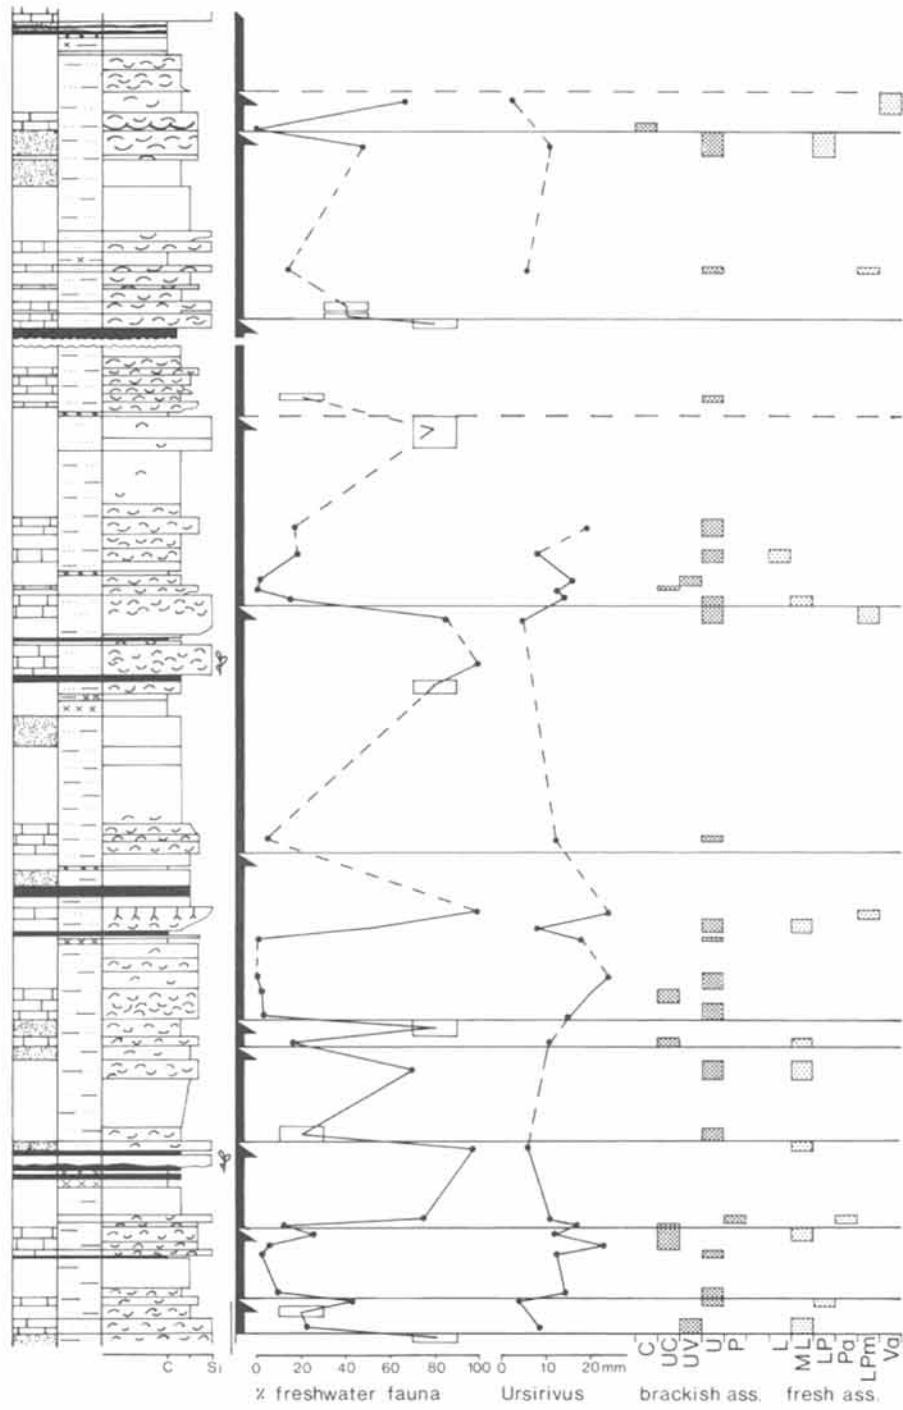 C Si
0 20 40 60 80 100
% freshwater fauna
0 10 20 mm
Ursirivus
C UC UV U P
brackish ass.
L ML LP Pa LPm Va
fresh ass.